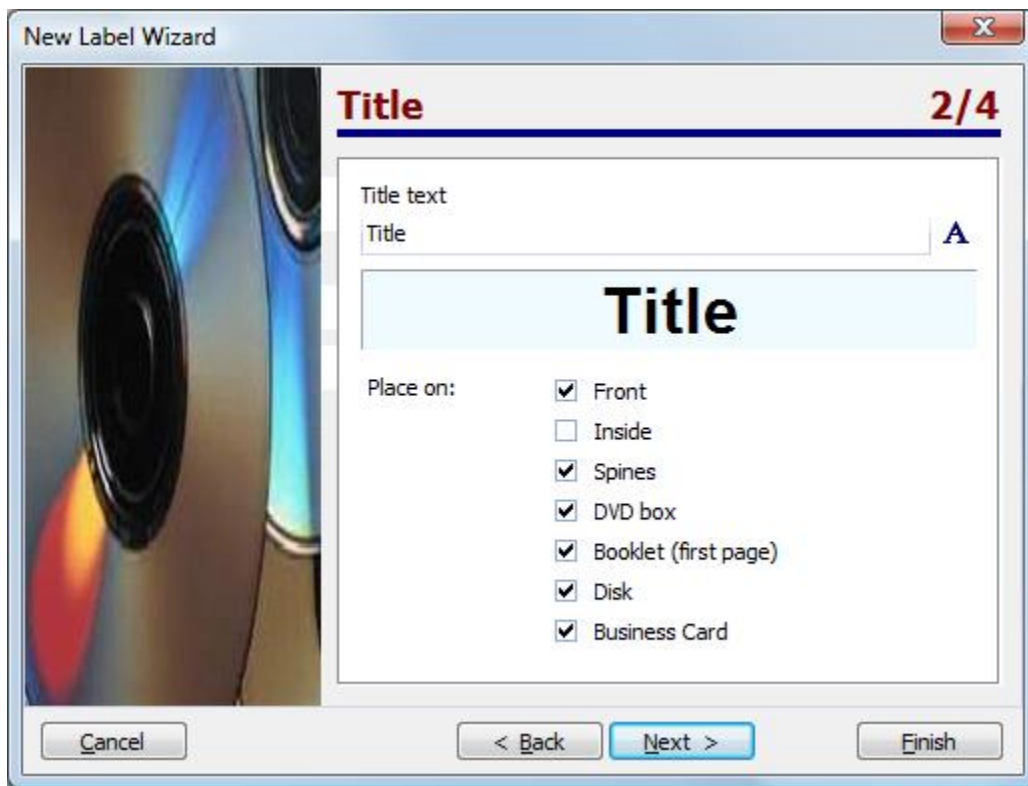 New Label Wizard
X
Title 2/4
Title text
Title A
Title
Place on:
Front
Inside
Spines
DVD box
Booklet (first page)
Disk
Business Card
Cancel < Back Next > Finish